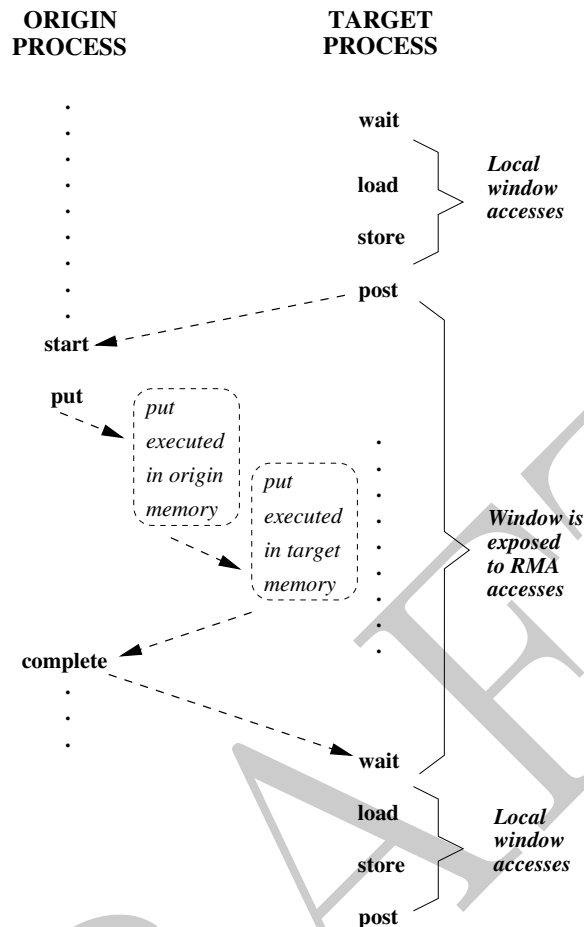 ORIGIN
PROCESS
TARGET
PROCESS
wait
load
store
Local
window
accesses
post
start
put
put
executed
in origin
memory
put
executed
in target
memory
Window is
exposed
to RMA
accesses
complete
wait
load
store
post
Local
window
accesses